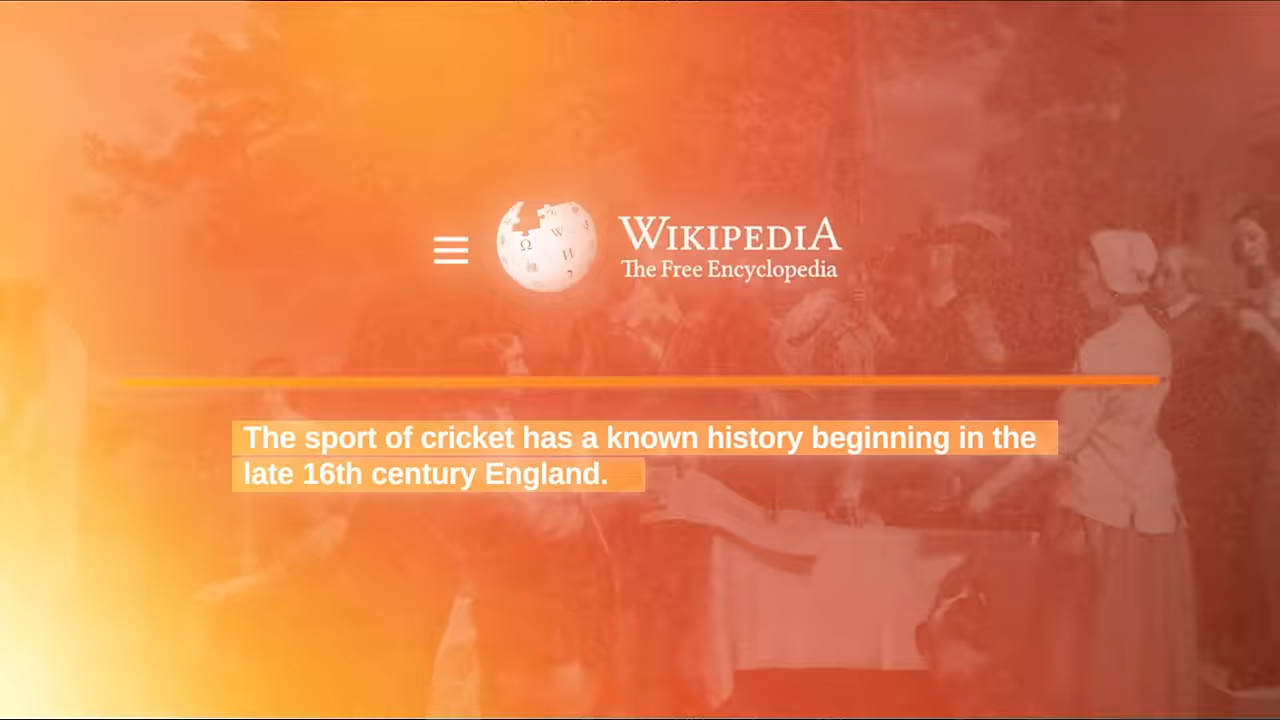 WIKIPEDIA
The Free Encyclopedia
The sport of cricket has a known history beginning in the
late 16th century England.